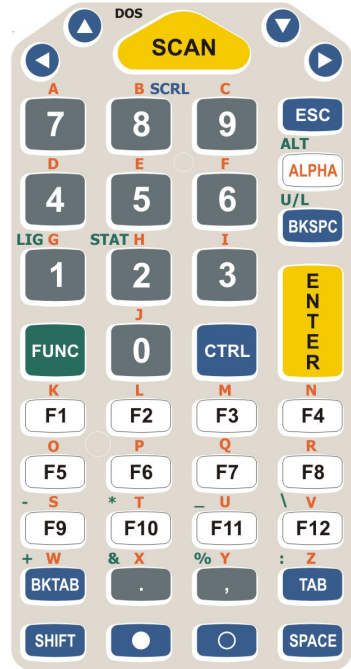 DOS
SCAN
A B SCRL C
7 8 9 ESC
ALT
D E F ALPHA
4 5 6 U/L
BKSPC
LIG G STAT H I
1 2 3 ENTER
J
FUNC 0 CTRL
K L M N
F1 F2 F3 F4
O P Q R
F5 F6 F7 F8
- S * T _ U \ V
F9 F10 F11 F12
+ W & X % Y : Z
BKTAB . , TAB
SHIFT SPACE